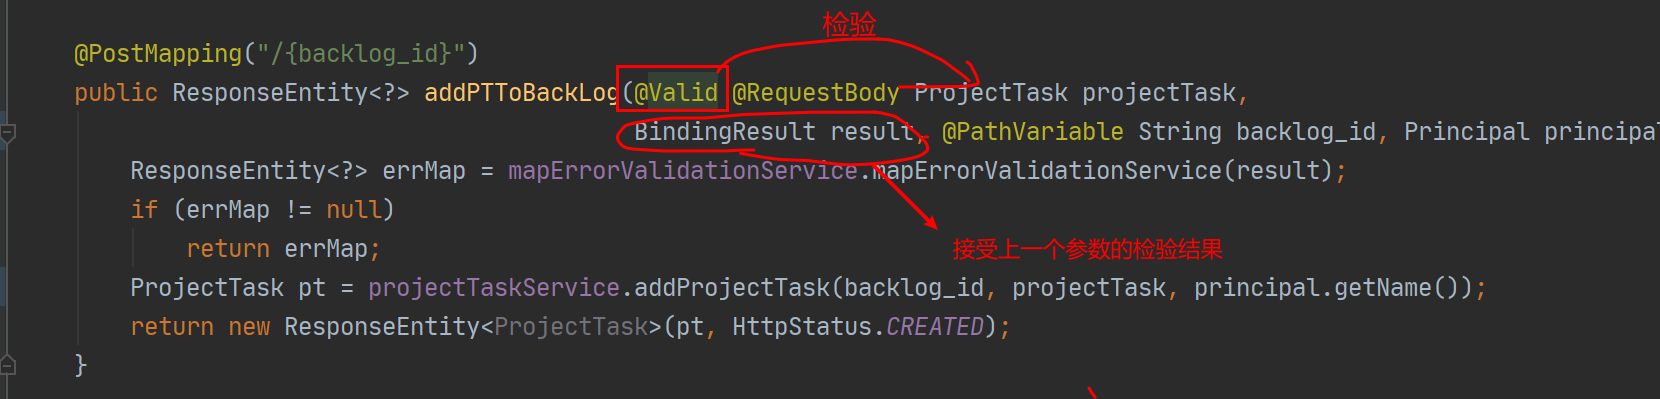 检验
@PostMapping("/{backlog_id}")
public ResponseEntity<?> addPTToBackLog(@Valid @RequestBody ProjectTask projectTask,
BindingResult result, @PathVariable String backlog_id, Principal principal
ResponseEntity<?> errMap = mapErrorValidationService.mapErrorValidationService(result);
if (errMap != null)
return errMap;
接受上一个参数的检验结果
ProjectTask pt = projectTaskService.addProjectTask(backlog_id, projectTask, principal.getName());
return new ResponseEntity<ProjectTask>(pt, HttpStatus.CREATED);
}